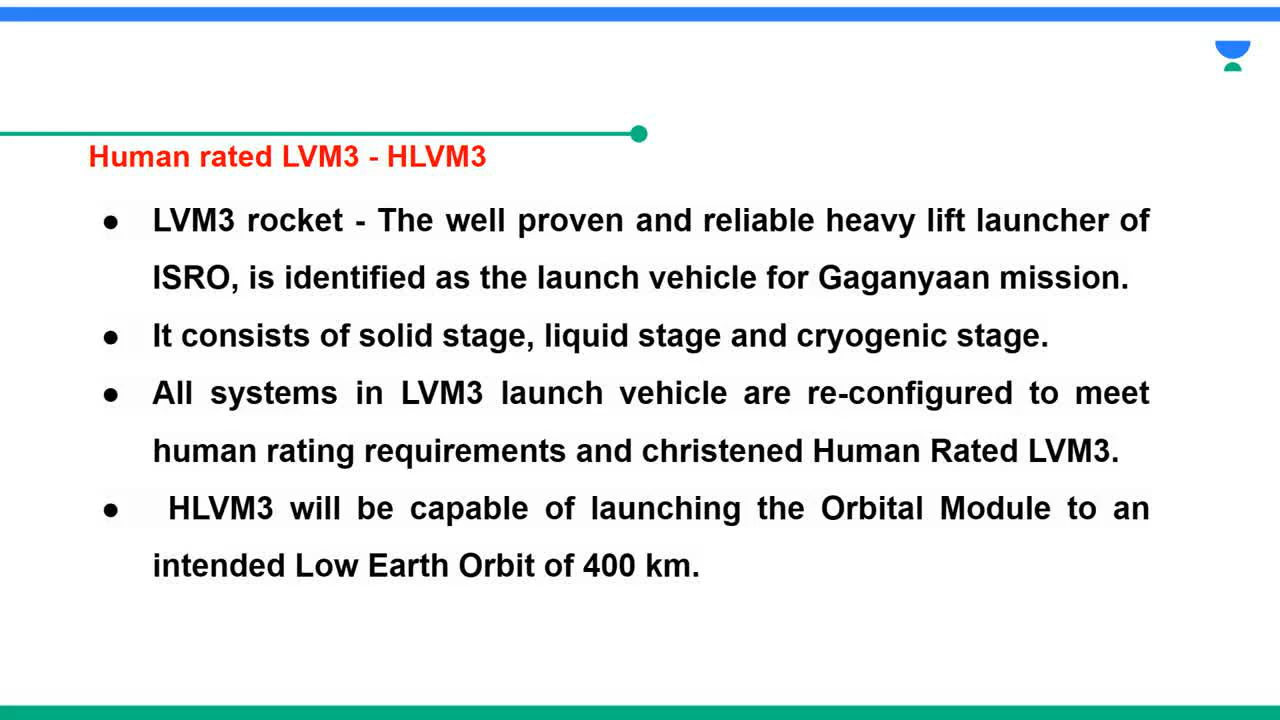 Human rated LVM3 - HLVM3
● LVM3 rocket - The well proven and reliable heavy lift launcher of
ISRO, is identified as the launch vehicle for Gaganyaan mission.
● It consists of solid stage, liquid stage and cryogenic stage.
● All systems in LVM3 launch vehicle are re-configured to meet
human rating requirements and christened Human Rated LVM3.
● HLVM3 will be capable of launching the Orbital Module to an
intended Low Earth Orbit of 400 km.